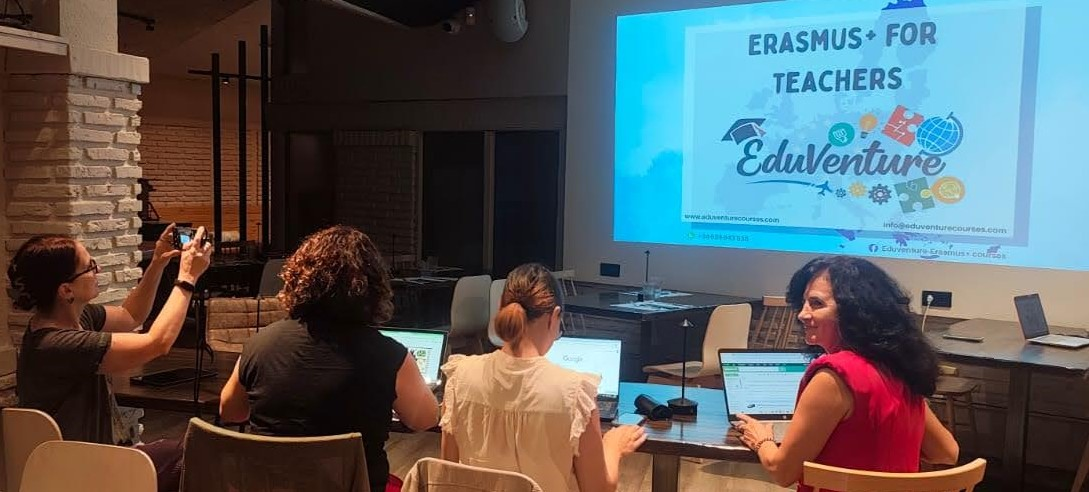 ERASMUS+ FOR
TEACHERS
EduVenture
www.eduventurecourses.com
info@eduventurecourses.com
EduVenture-Erasmus+ courses
Google